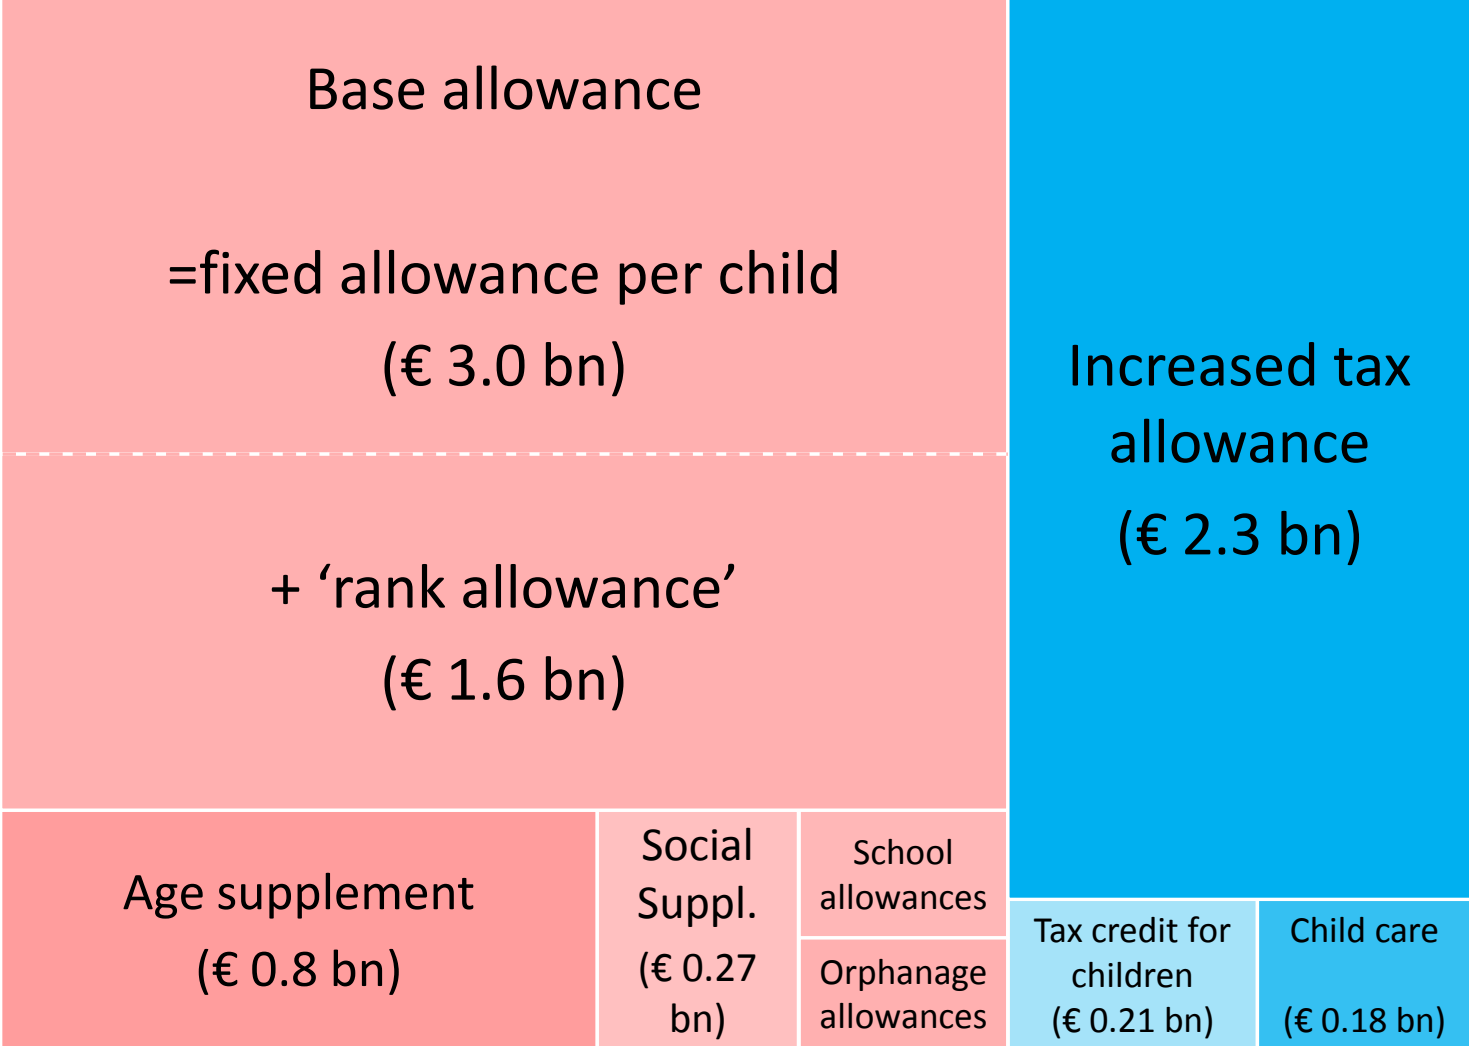 Base allowance
=fixed allowance per child
(€ 3.0 bn)
+ ‘rank allowance’
(€ 1.6 bn)
Age supplement
(€ 0.8 bn)
Social
Suppl.
(€ 0.27
bn)
School
allowances
Orphanage
allowances
Increased tax
allowance
(€ 2.3 bn)
Tax credit for
children
(€ 0.21 bn)
Child care
(€ 0.18 bn)